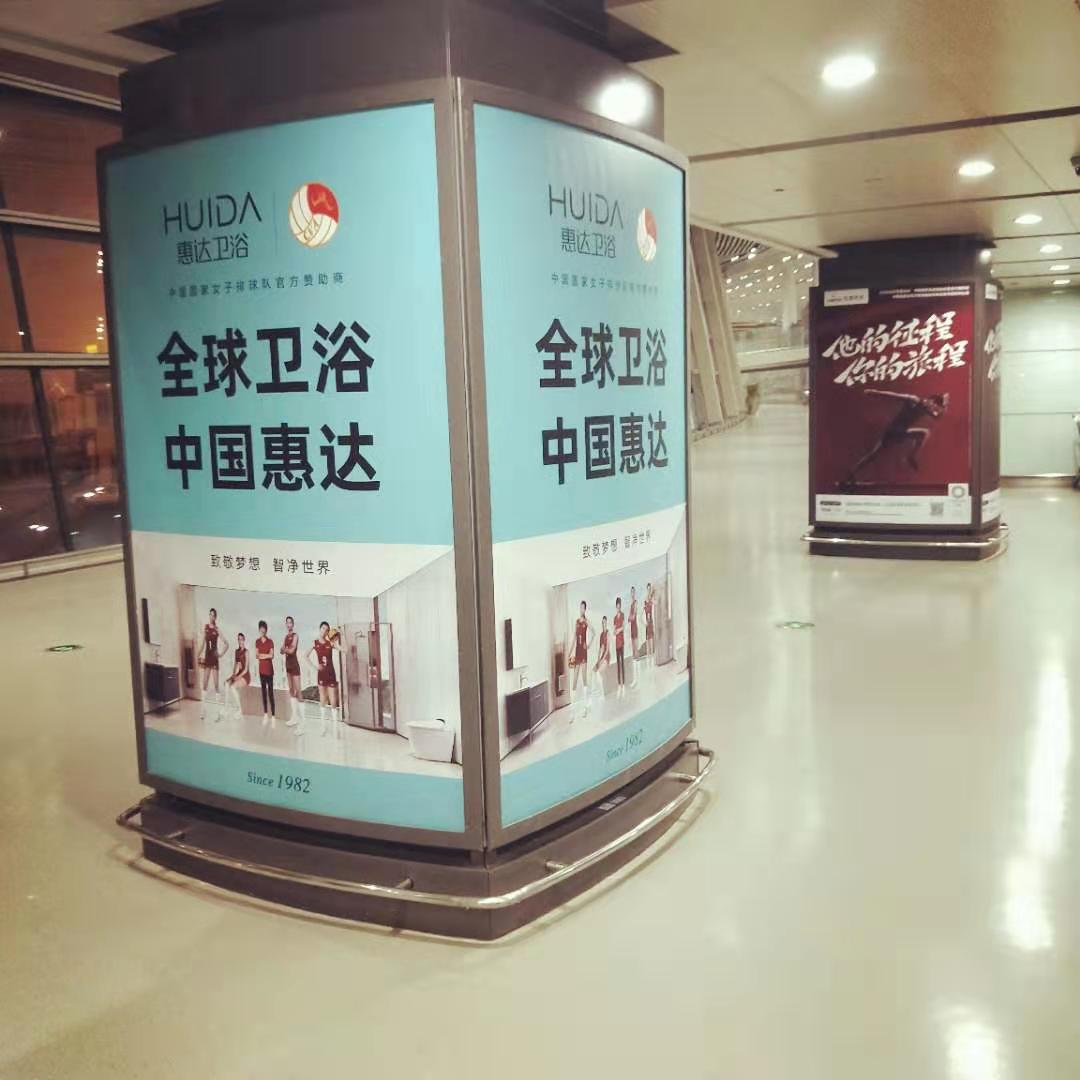 HUIDA
惠达卫浴
中国国家女子排球队官方赞助商
全球卫浴
中国惠达
致敬梦想 智净世界
Since 1982
HUIDA
惠达卫浴
全球卫浴
中国惠达
致敬梦想 智净世界
Since 1982
他的征程
你的旅程